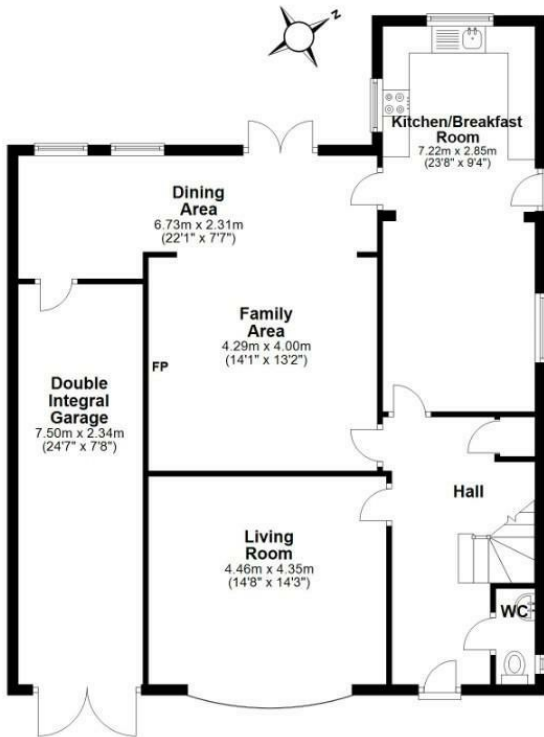 N
Kitchen/Breakfast
Room
7.22m x 2.85m
(23'8" x 9'4")
Dining
Area
6.73m x 2.31m
(22'1" x 7'7")
Family
Area
4.29m x 4.00m
(14'1" x 13'2")
FP
Double
Integral
Garage
7.50m x 2.34m
(24'7" x 7'8")
Hall
Living
Room
4.46m x 4.35m
(14'8" x 14'3")
WC